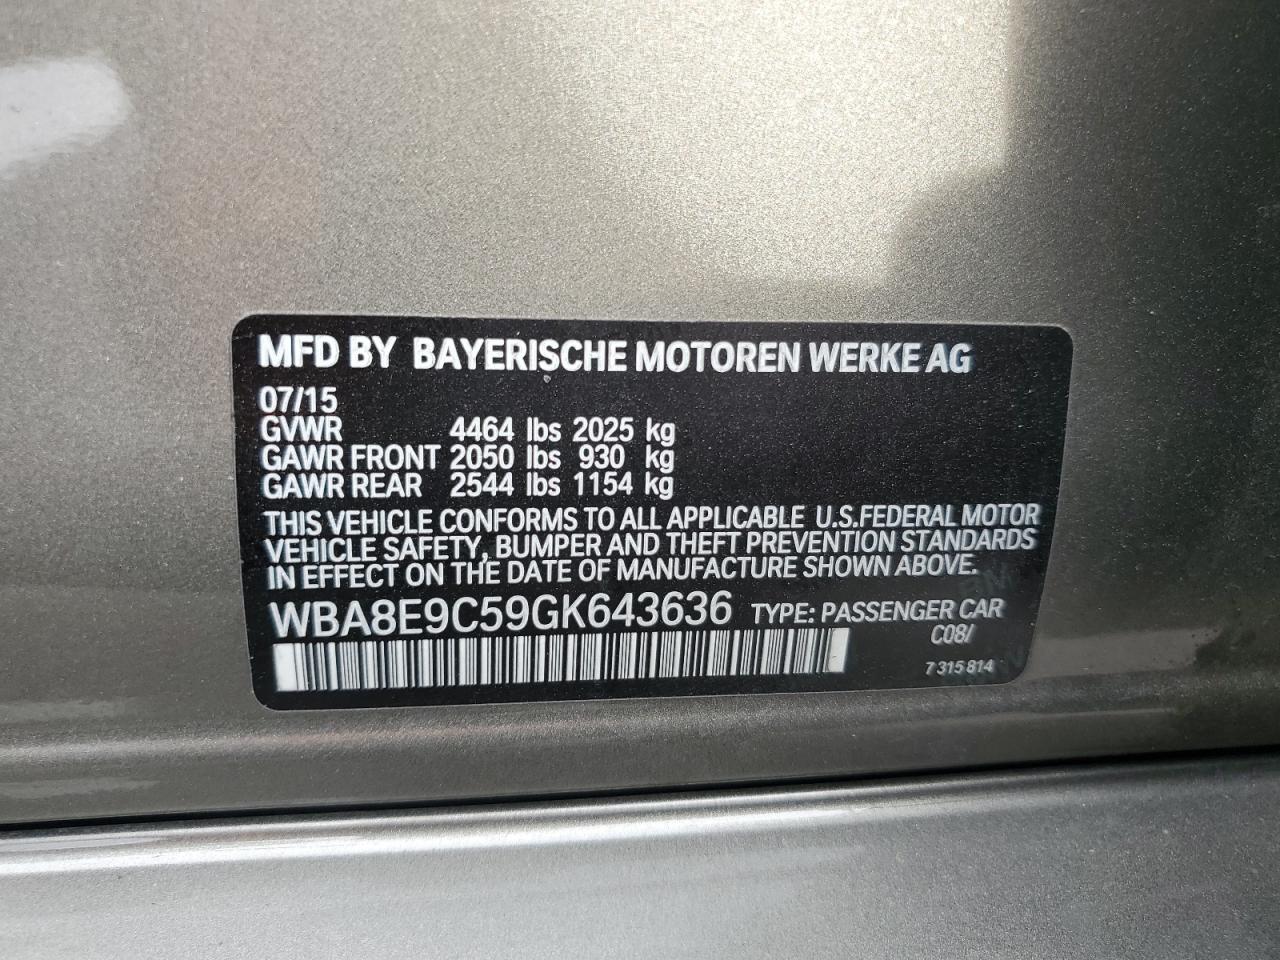 MFD BY BAYERISCHE MOTOREN WERKE AG
07/15
GVWR 4464 lbs 2025 kg
GAWR FRONT 2050 lbs 930 kg
GAWR REAR 2544 lbs 1154 kg
THIS VEHICLE CONFORMS TO ALL APPLICABLE U.S.FEDERAL MOTOR
VEHICLE SAFETY, BUMPER AND THEFT PREVENTION STANDARDS
IN EFFECT ON THE DATE OF MANUFACTURE SHOWN ABOVE.
WBA8E9C59GK643636 TYPE: PASSENGER CAR
C08/
7 315 814